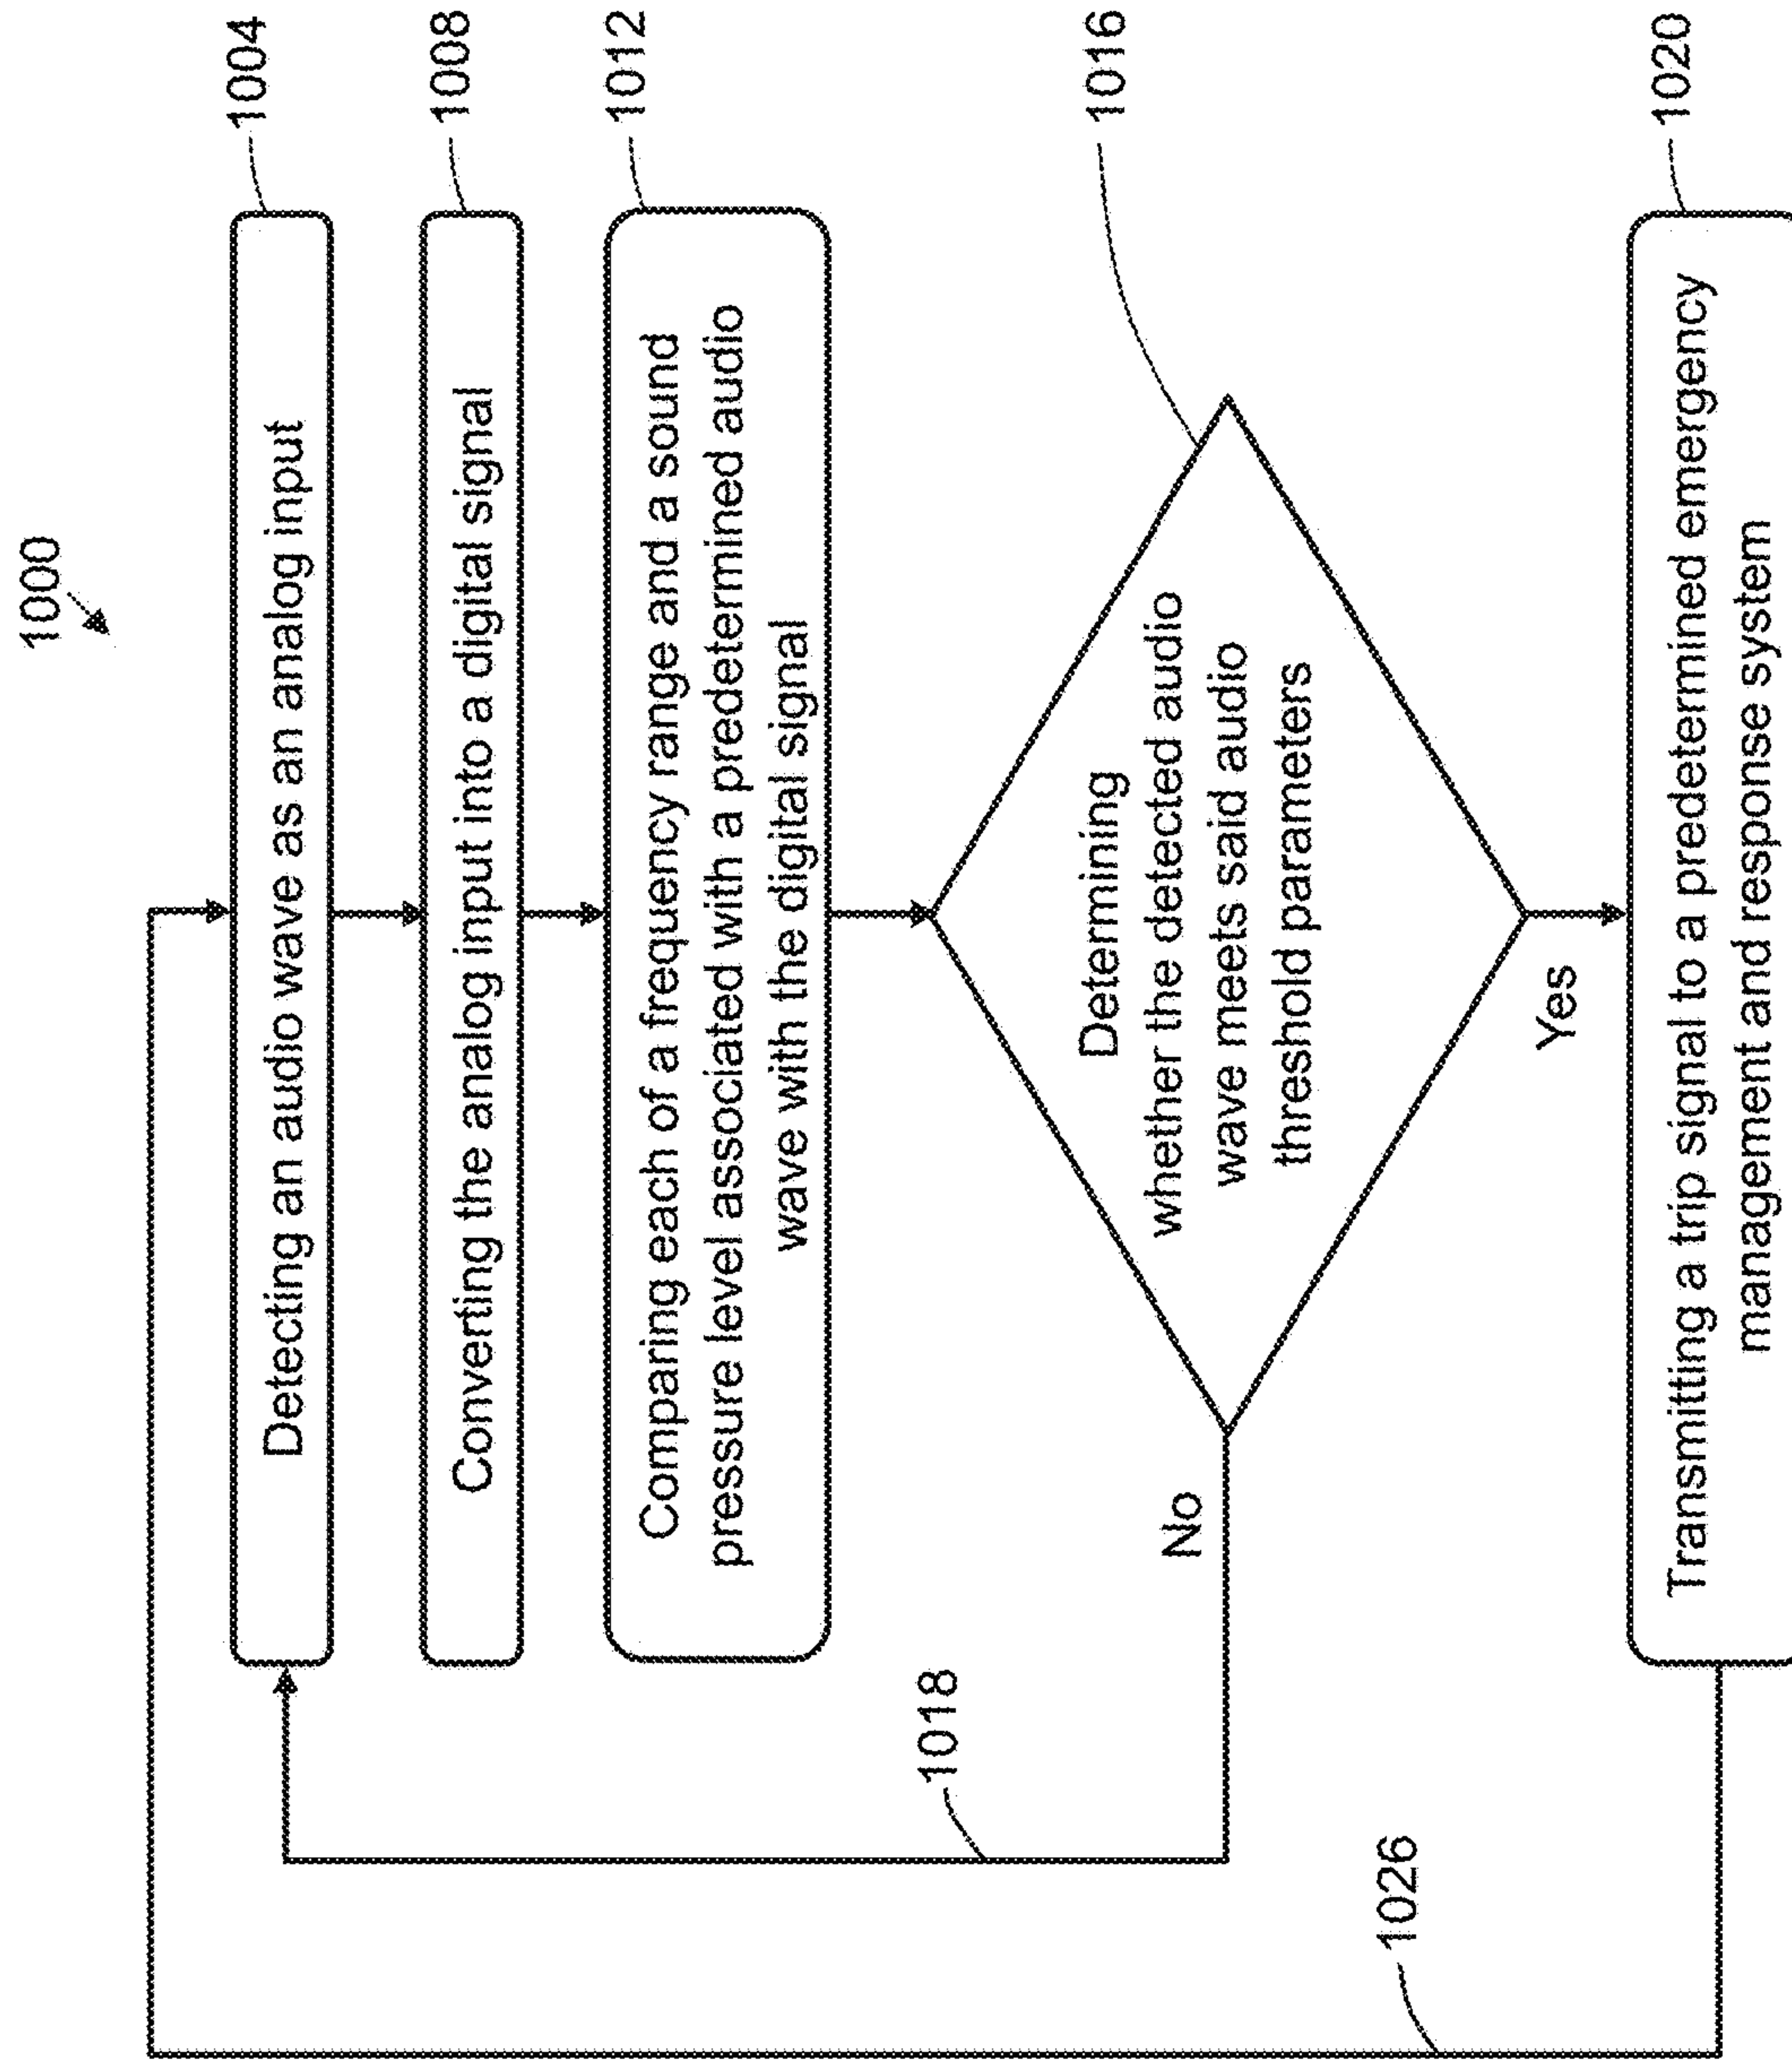 1000
Detecting an audio wave as an analog input
1004
Converting the analog input into a digital signal
1008
Comparing each of a frequency range and a sound
pressure level associated with a predetermined audio
wave with the digital signal
1012
Determining
whether the detected audio
wave meets said audio
threshold parameters
1016
No
1018
Yes
Transmitting a trip signal to a predetermined emergency
management and response system
1020
1026